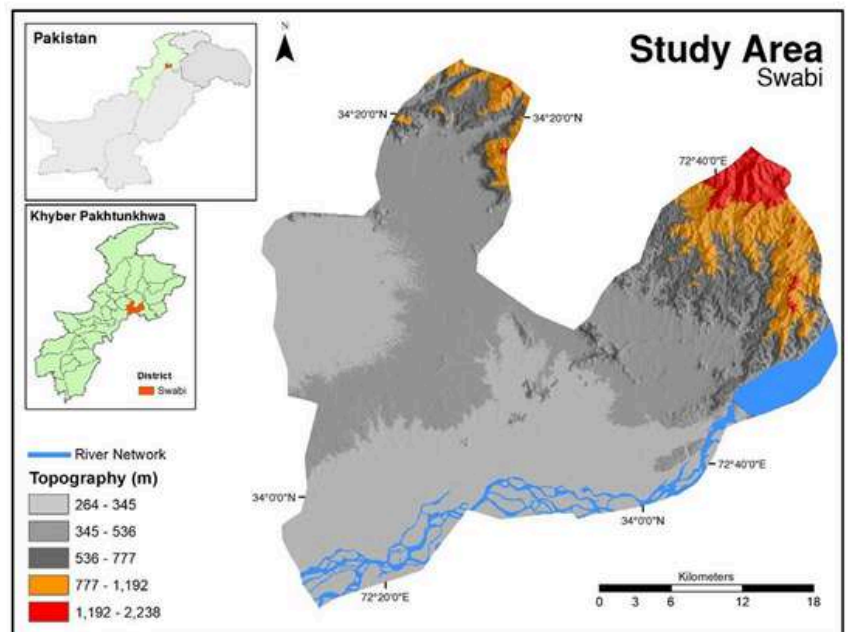 Pakistan
N
Study Area
Swabi
34°20'0"N
34°20'0"N
72°40'0"E
Khyber Pakhtunkhwa
District
Swabi
River Network
Topography (m)
264 - 345
345 - 536
536 - 777
777 - 1,192
1,192 - 2,238
34°0'0"N
72°40'0"E
34°0'0"N
72°20'0"E
Kilometers
0 3 6 12 18